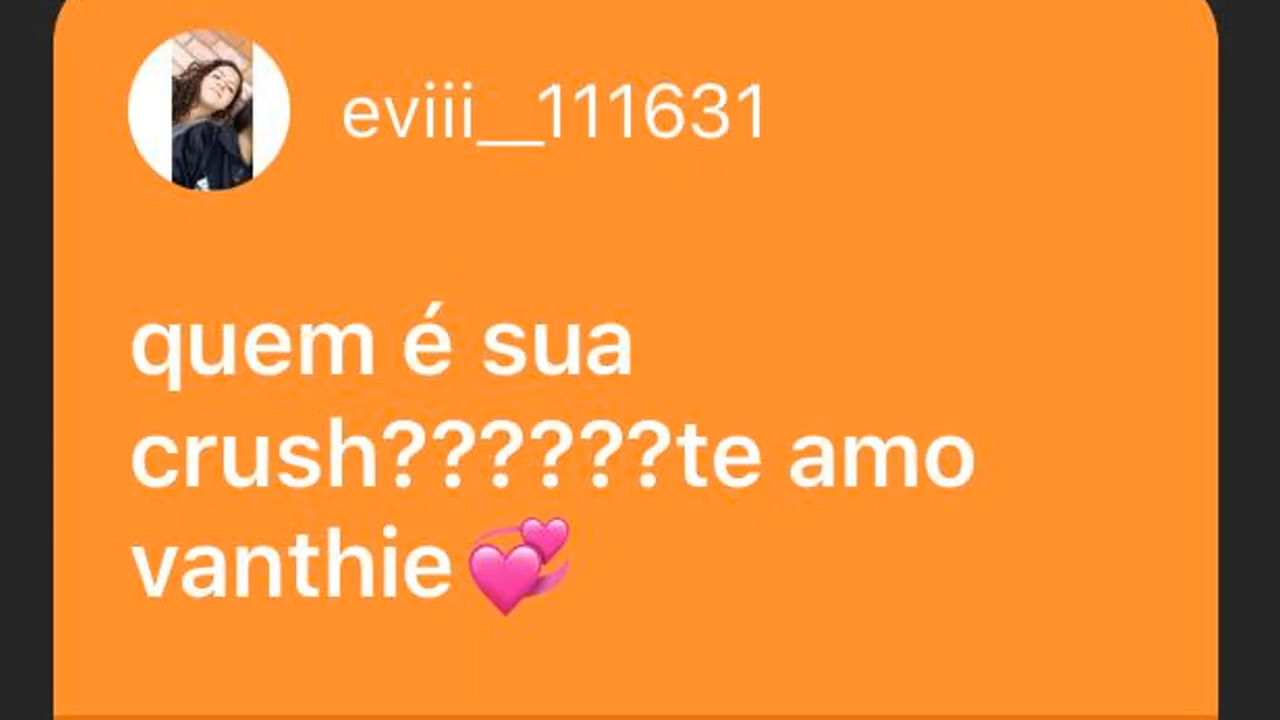 eviii__111631
quem é sua
crush??????te amo
vanthie💞